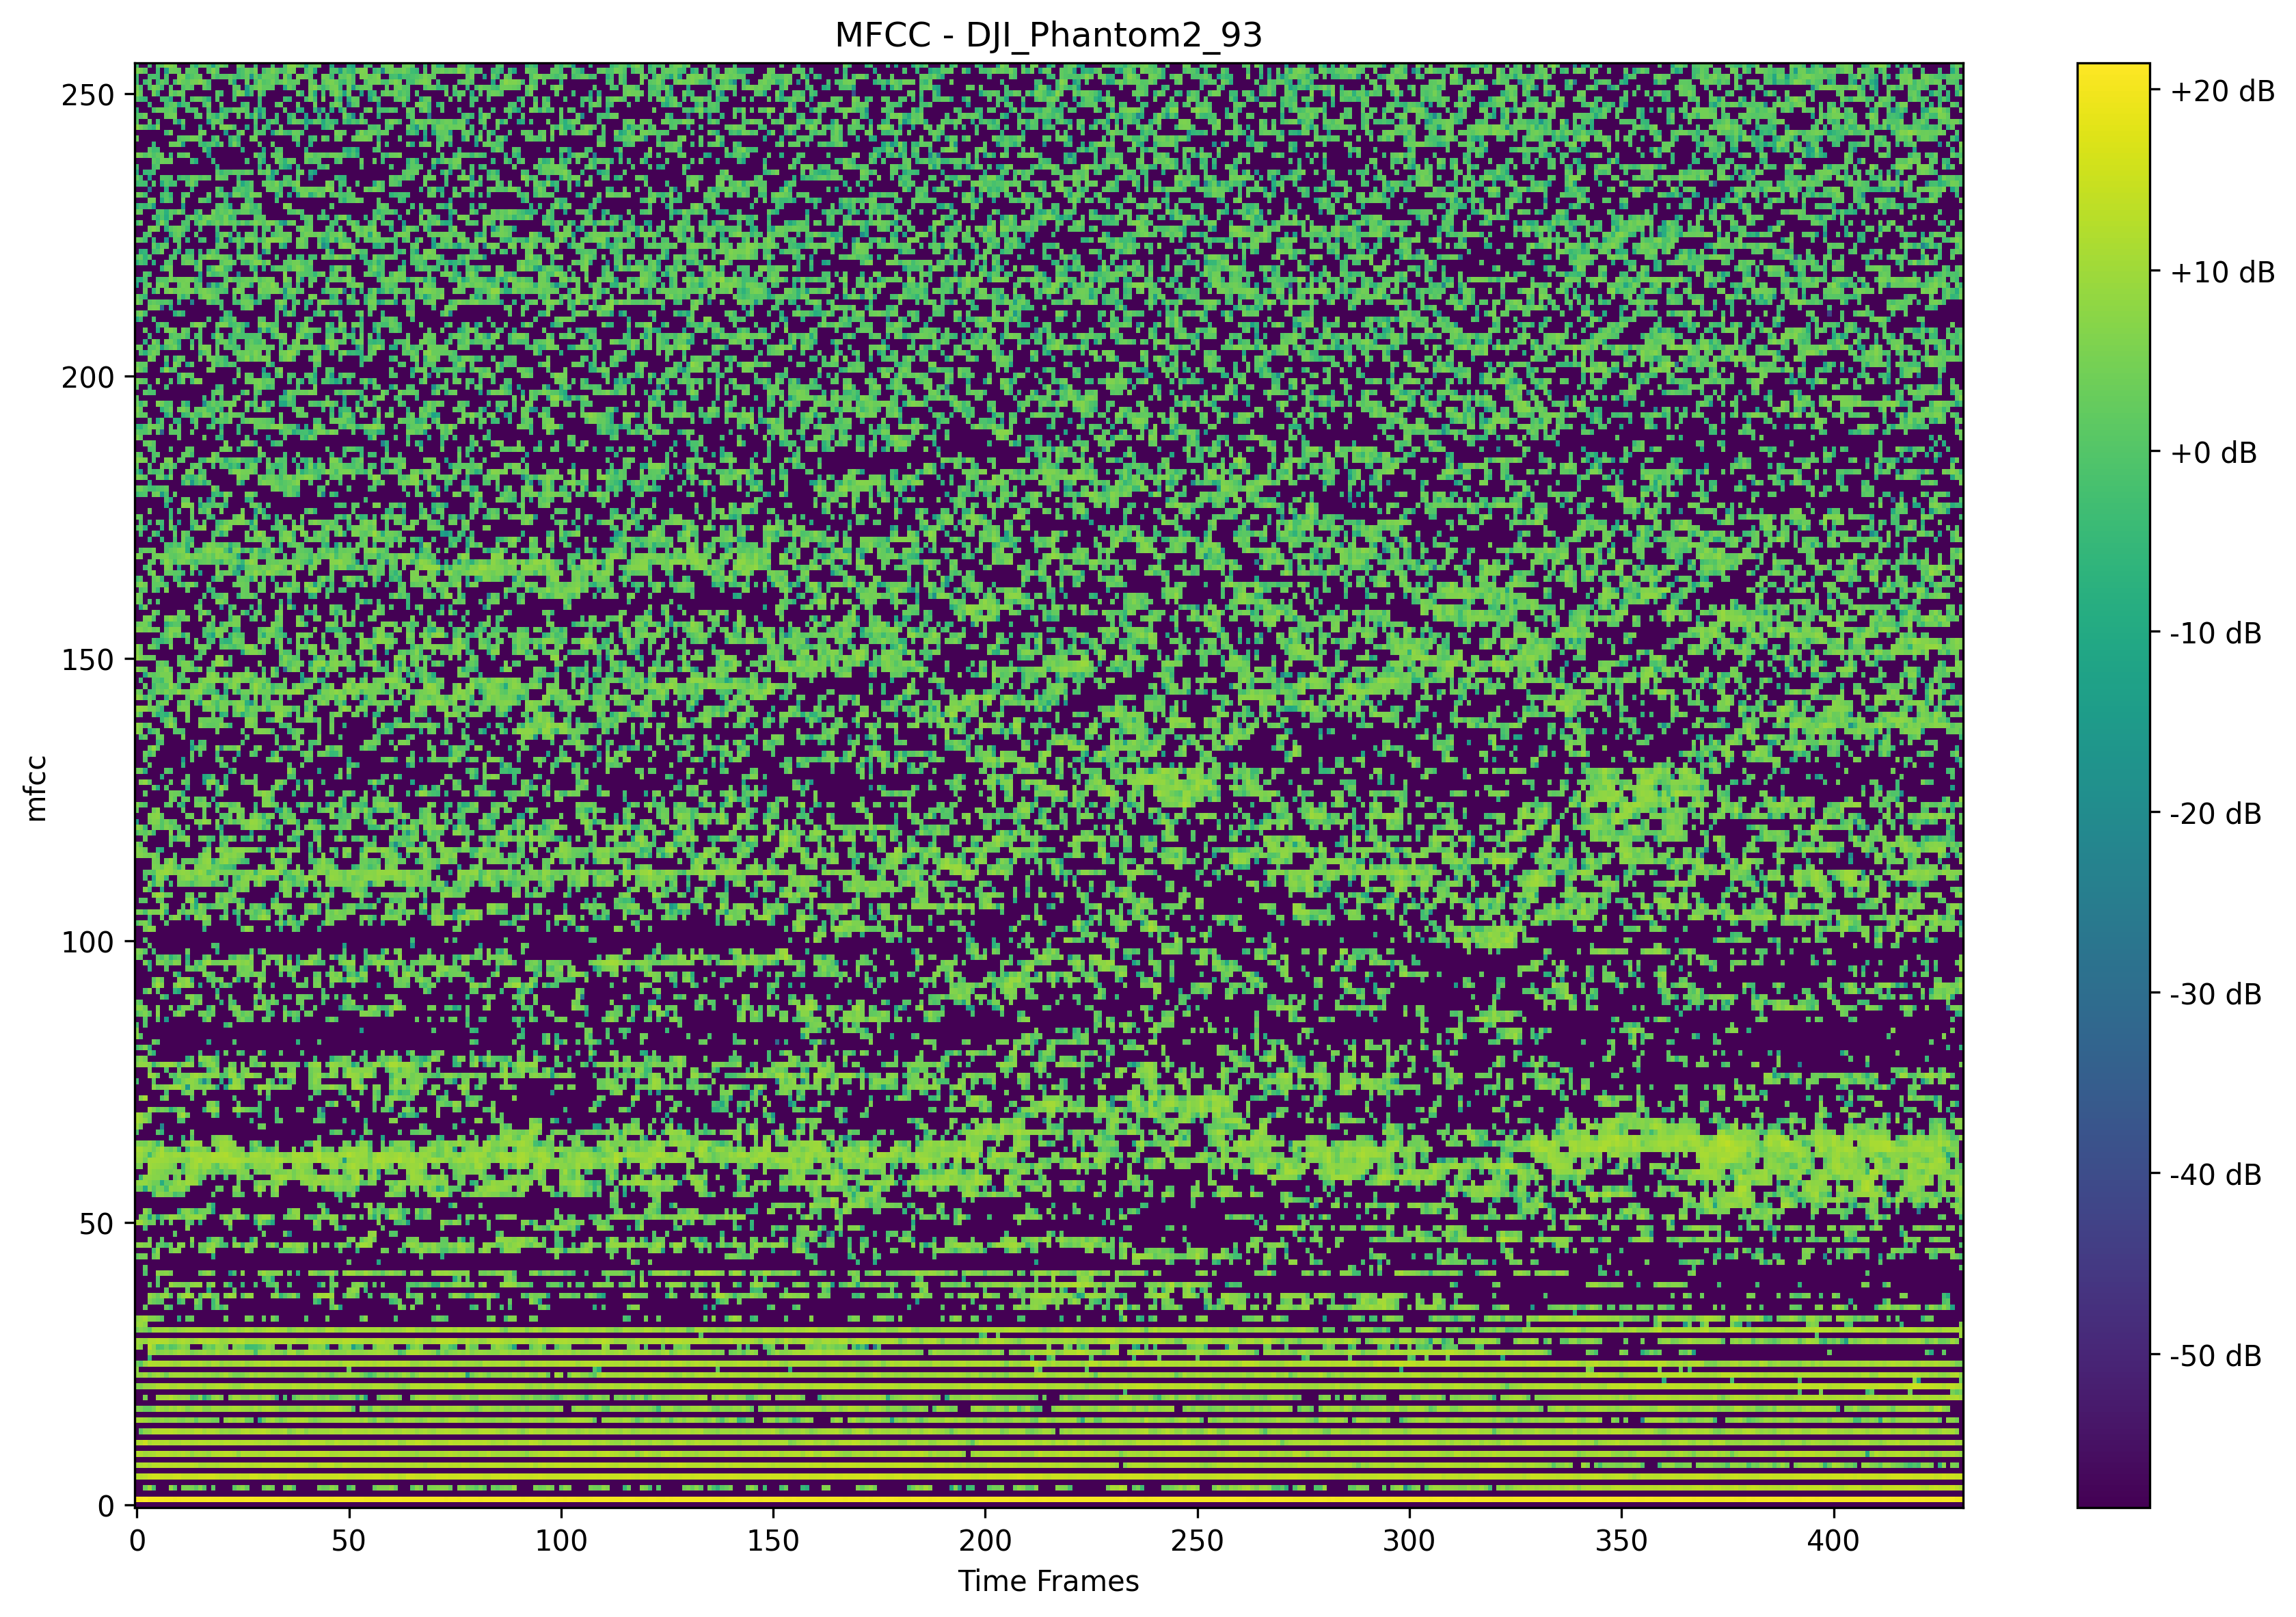 MFCC - DJI_Phantom2_93
mfcc
250
200
150
100
50
0
0 50 100 150 200 250 300 350 400
Time Frames
+20 dB
+10 dB
+0 dB
-10 dB
-20 dB
-30 dB
-40 dB
-50 dB